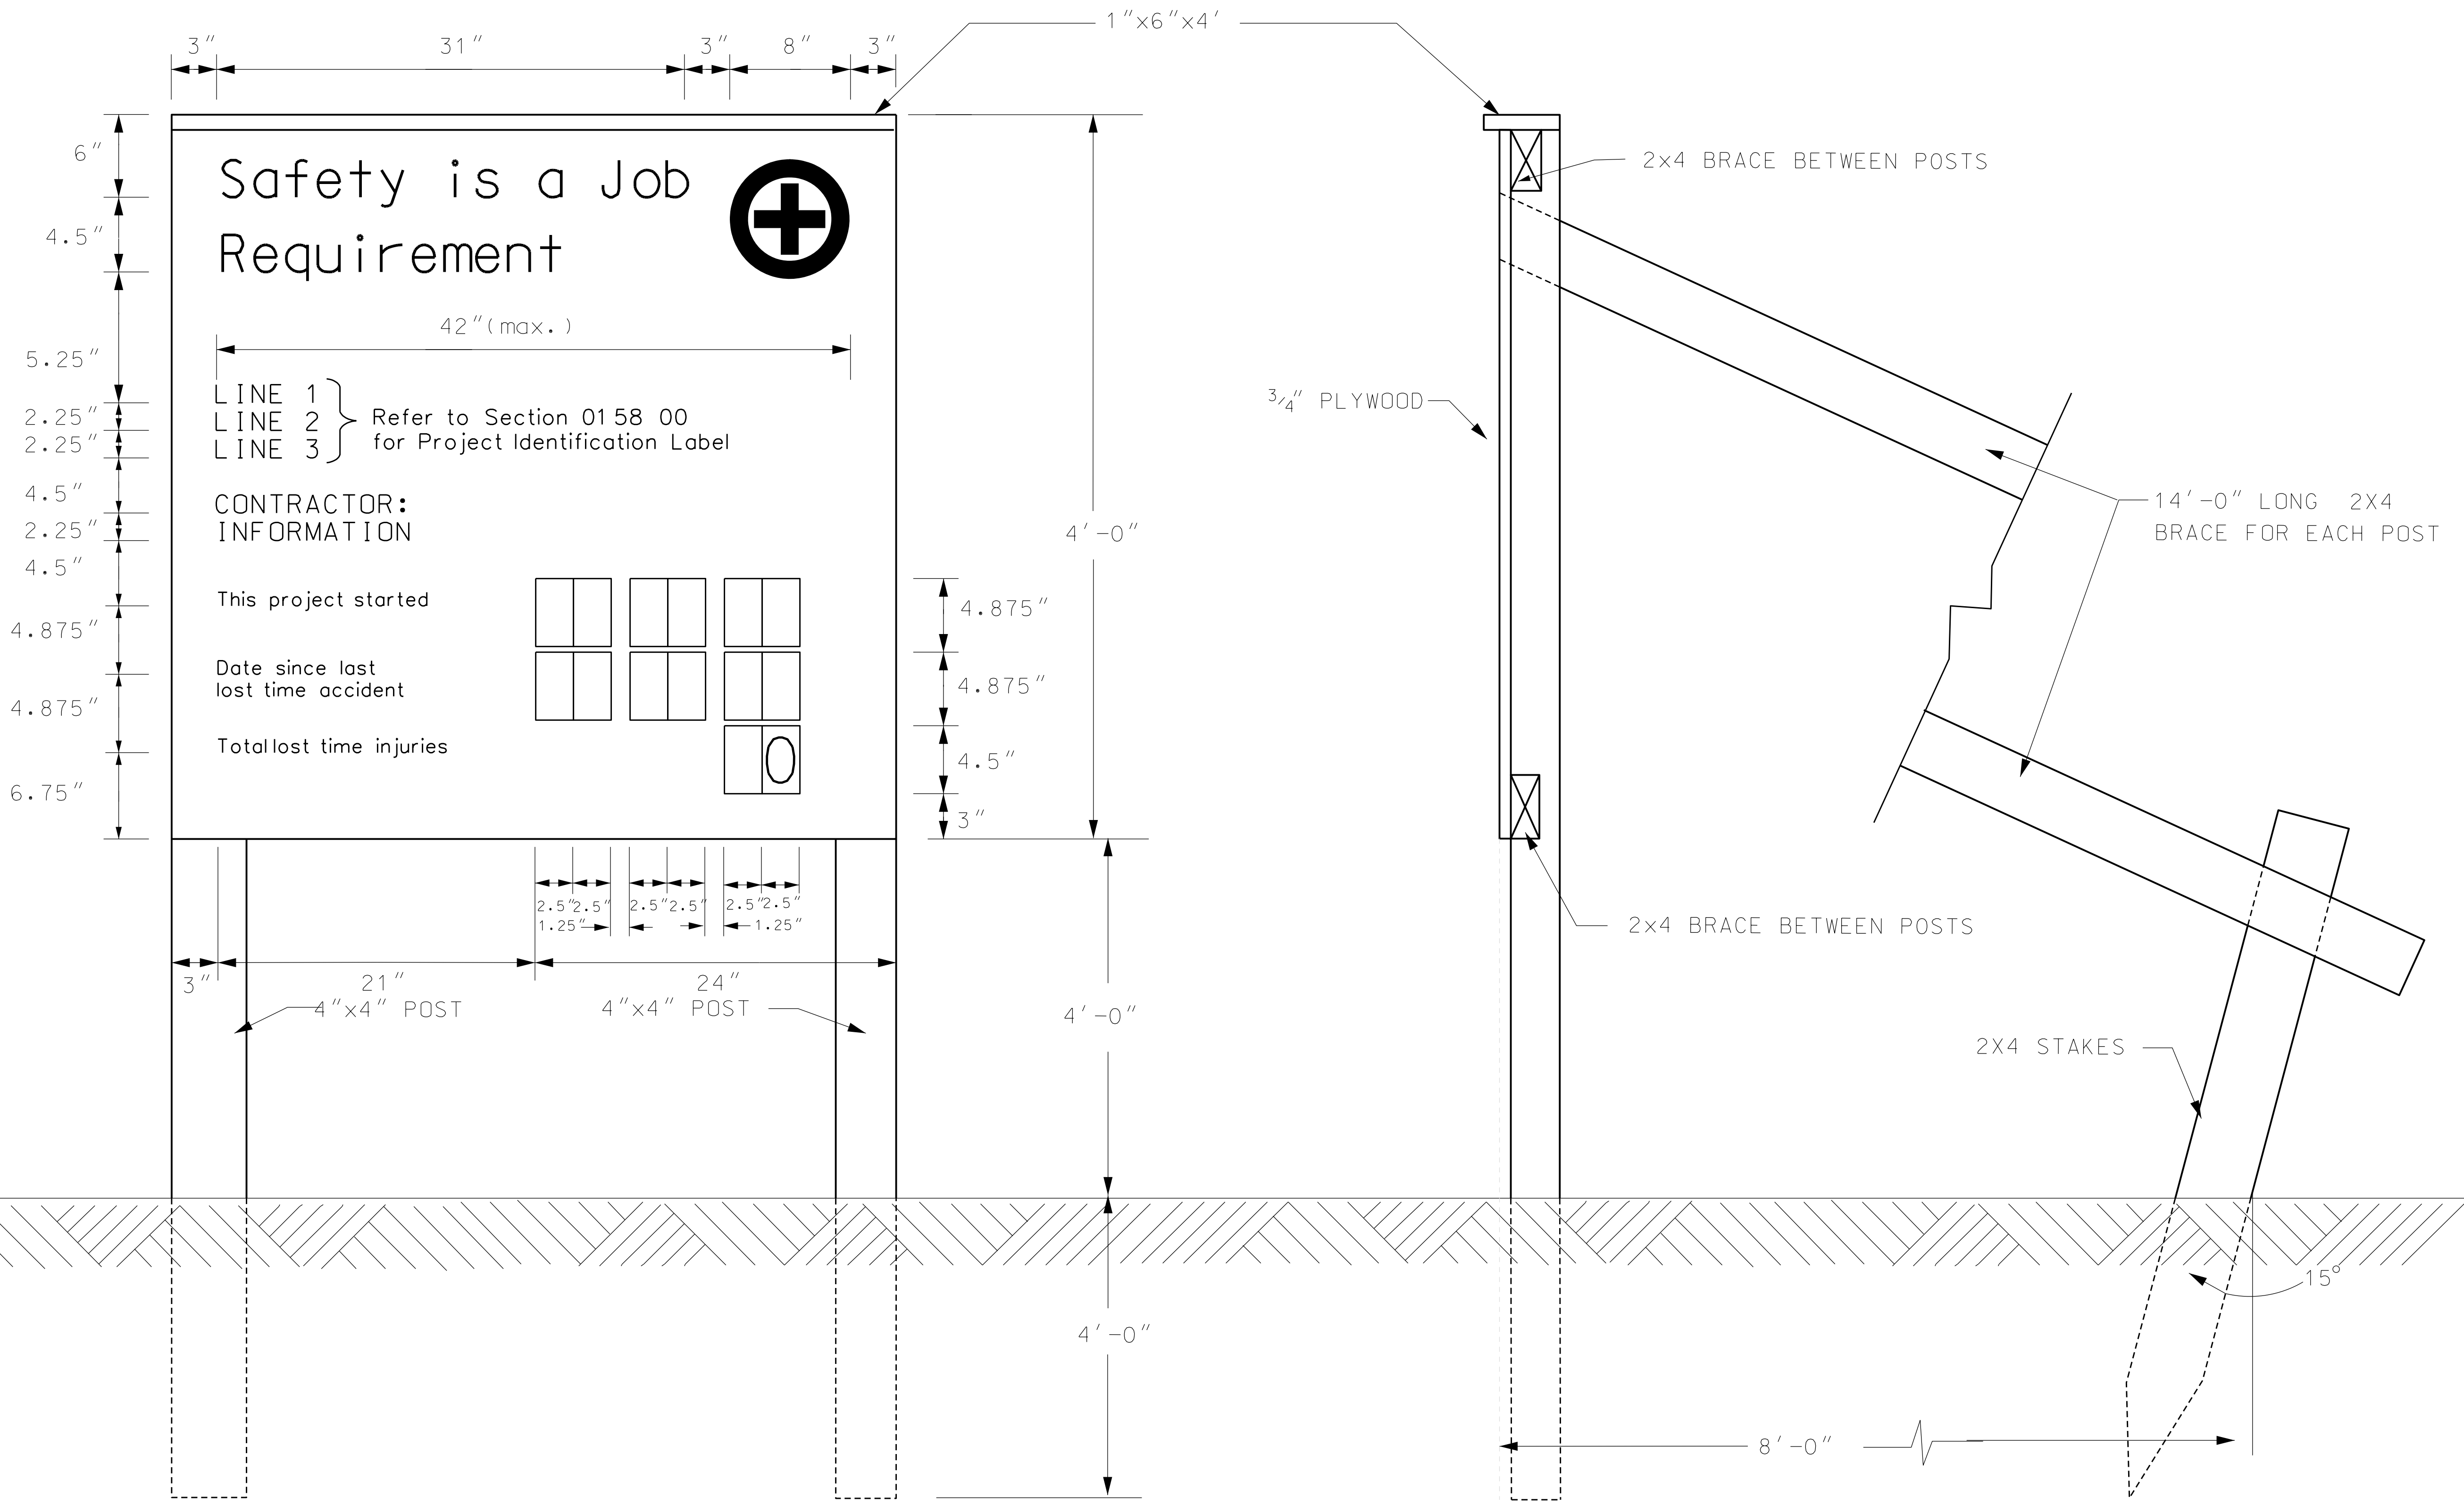 1"x6"x4'
3" 31" 3" 8" 3"
6"
4.5"
5.25"
2.25"
2.25"
4.5"
2.25"
4.5"
4.875"
4.875"
6.75"
Safety is a Job
Requirement
42"(max.)
LINE 1
LINE 2
LINE 3
Refer to Section 01 58 00
for Project Identification Label
CONTRACTOR:
INFORMATION
This project started
Date since last
lost time accident
Total lost time injuries
0
4.875"
4.875"
4.5"
3"
4'-0"
4'-0"
4'-0"
2.5" 2.5" 2.5" 2.5" 2.5" 2.5"
1.25" 1.25"
3" 21" 24"
4"x4" POST 4"x4" POST
2x4 BRACE BETWEEN POSTS
3/4" PLYWOOD
14'-0" LONG 2X4
BRACE FOR EACH POST
2x4 BRACE BETWEEN POSTS
2X4 STAKES
15°
8'-0"